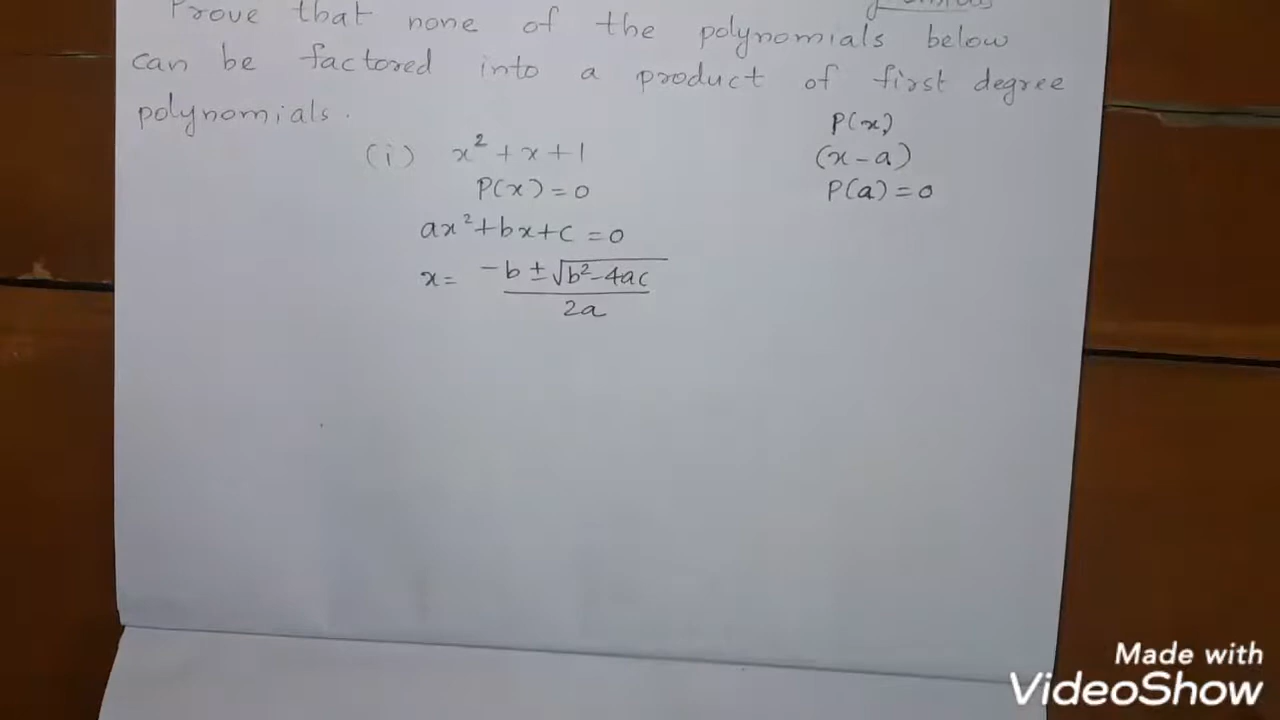 Prove that none of the polynomials below
can be factored into a product of first degree
polynomials.
(i) x² + x + 1
P(x) = 0
ax² + bx + c = 0
x = (-b ± √(b² - 4ac)) / 2a
P(x)
(x - a)
P(a) = 0
Made with
VideoShow